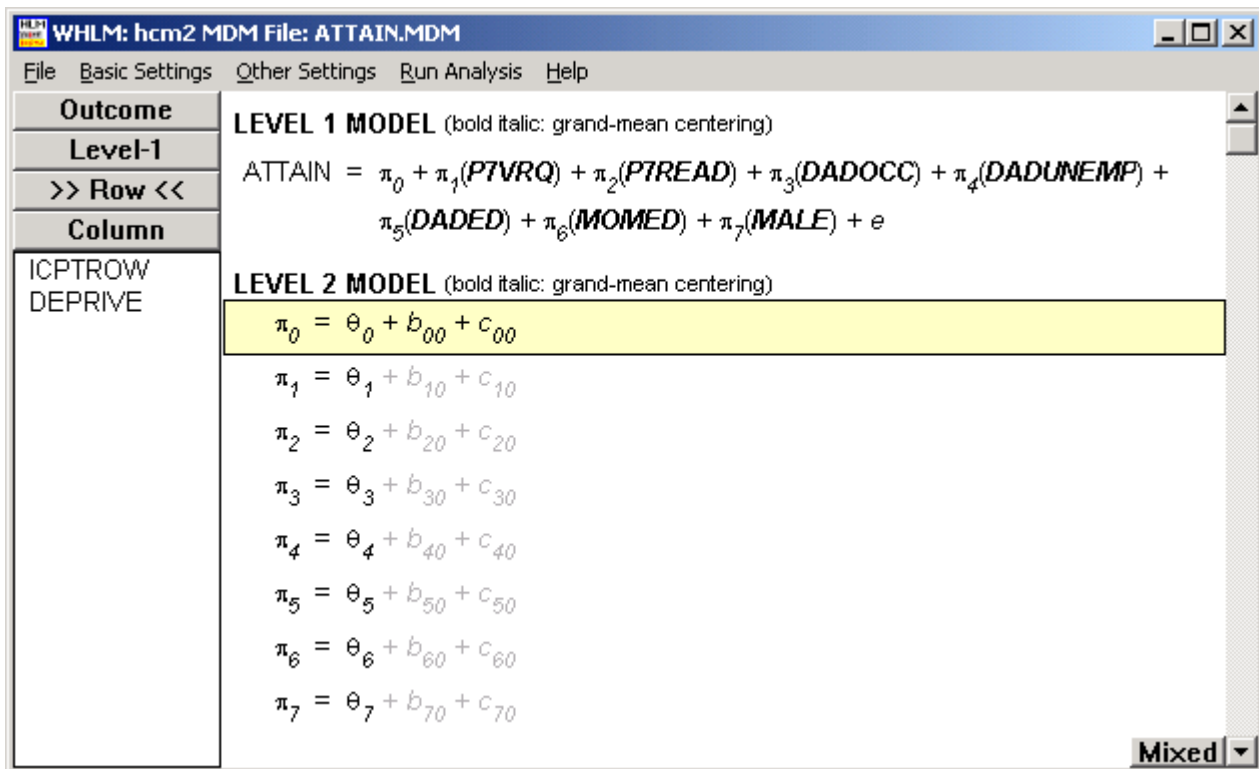 WHLM: hcm2 MDM File: ATTAIN.MDM
File Basic Settings Other Settings Run Analysis Help
Outcome
Level-1
>> Row <<
Column
ICPTROW
DEPRIVE
LEVEL 1 MODEL (bold italic: grand-mean centering)
ATTAIN = π0 + π1(P7VRQ) + π2(P7READ) + π3(DADOCC) + π4(DADUNEMP) +
π5(DADED) + π6(MOMED) + π7(MALE) + e
LEVEL 2 MODEL (bold italic: grand-mean centering)
π0 = θ0 + b00 + c00
π1 = θ1 + b10 + c10
π2 = θ2 + b20 + c20
π3 = θ3 + b30 + c30
π4 = θ4 + b40 + c40
π5 = θ5 + b50 + c50
π6 = θ6 + b60 + c60
π7 = θ7 + b70 + c70
Mixed